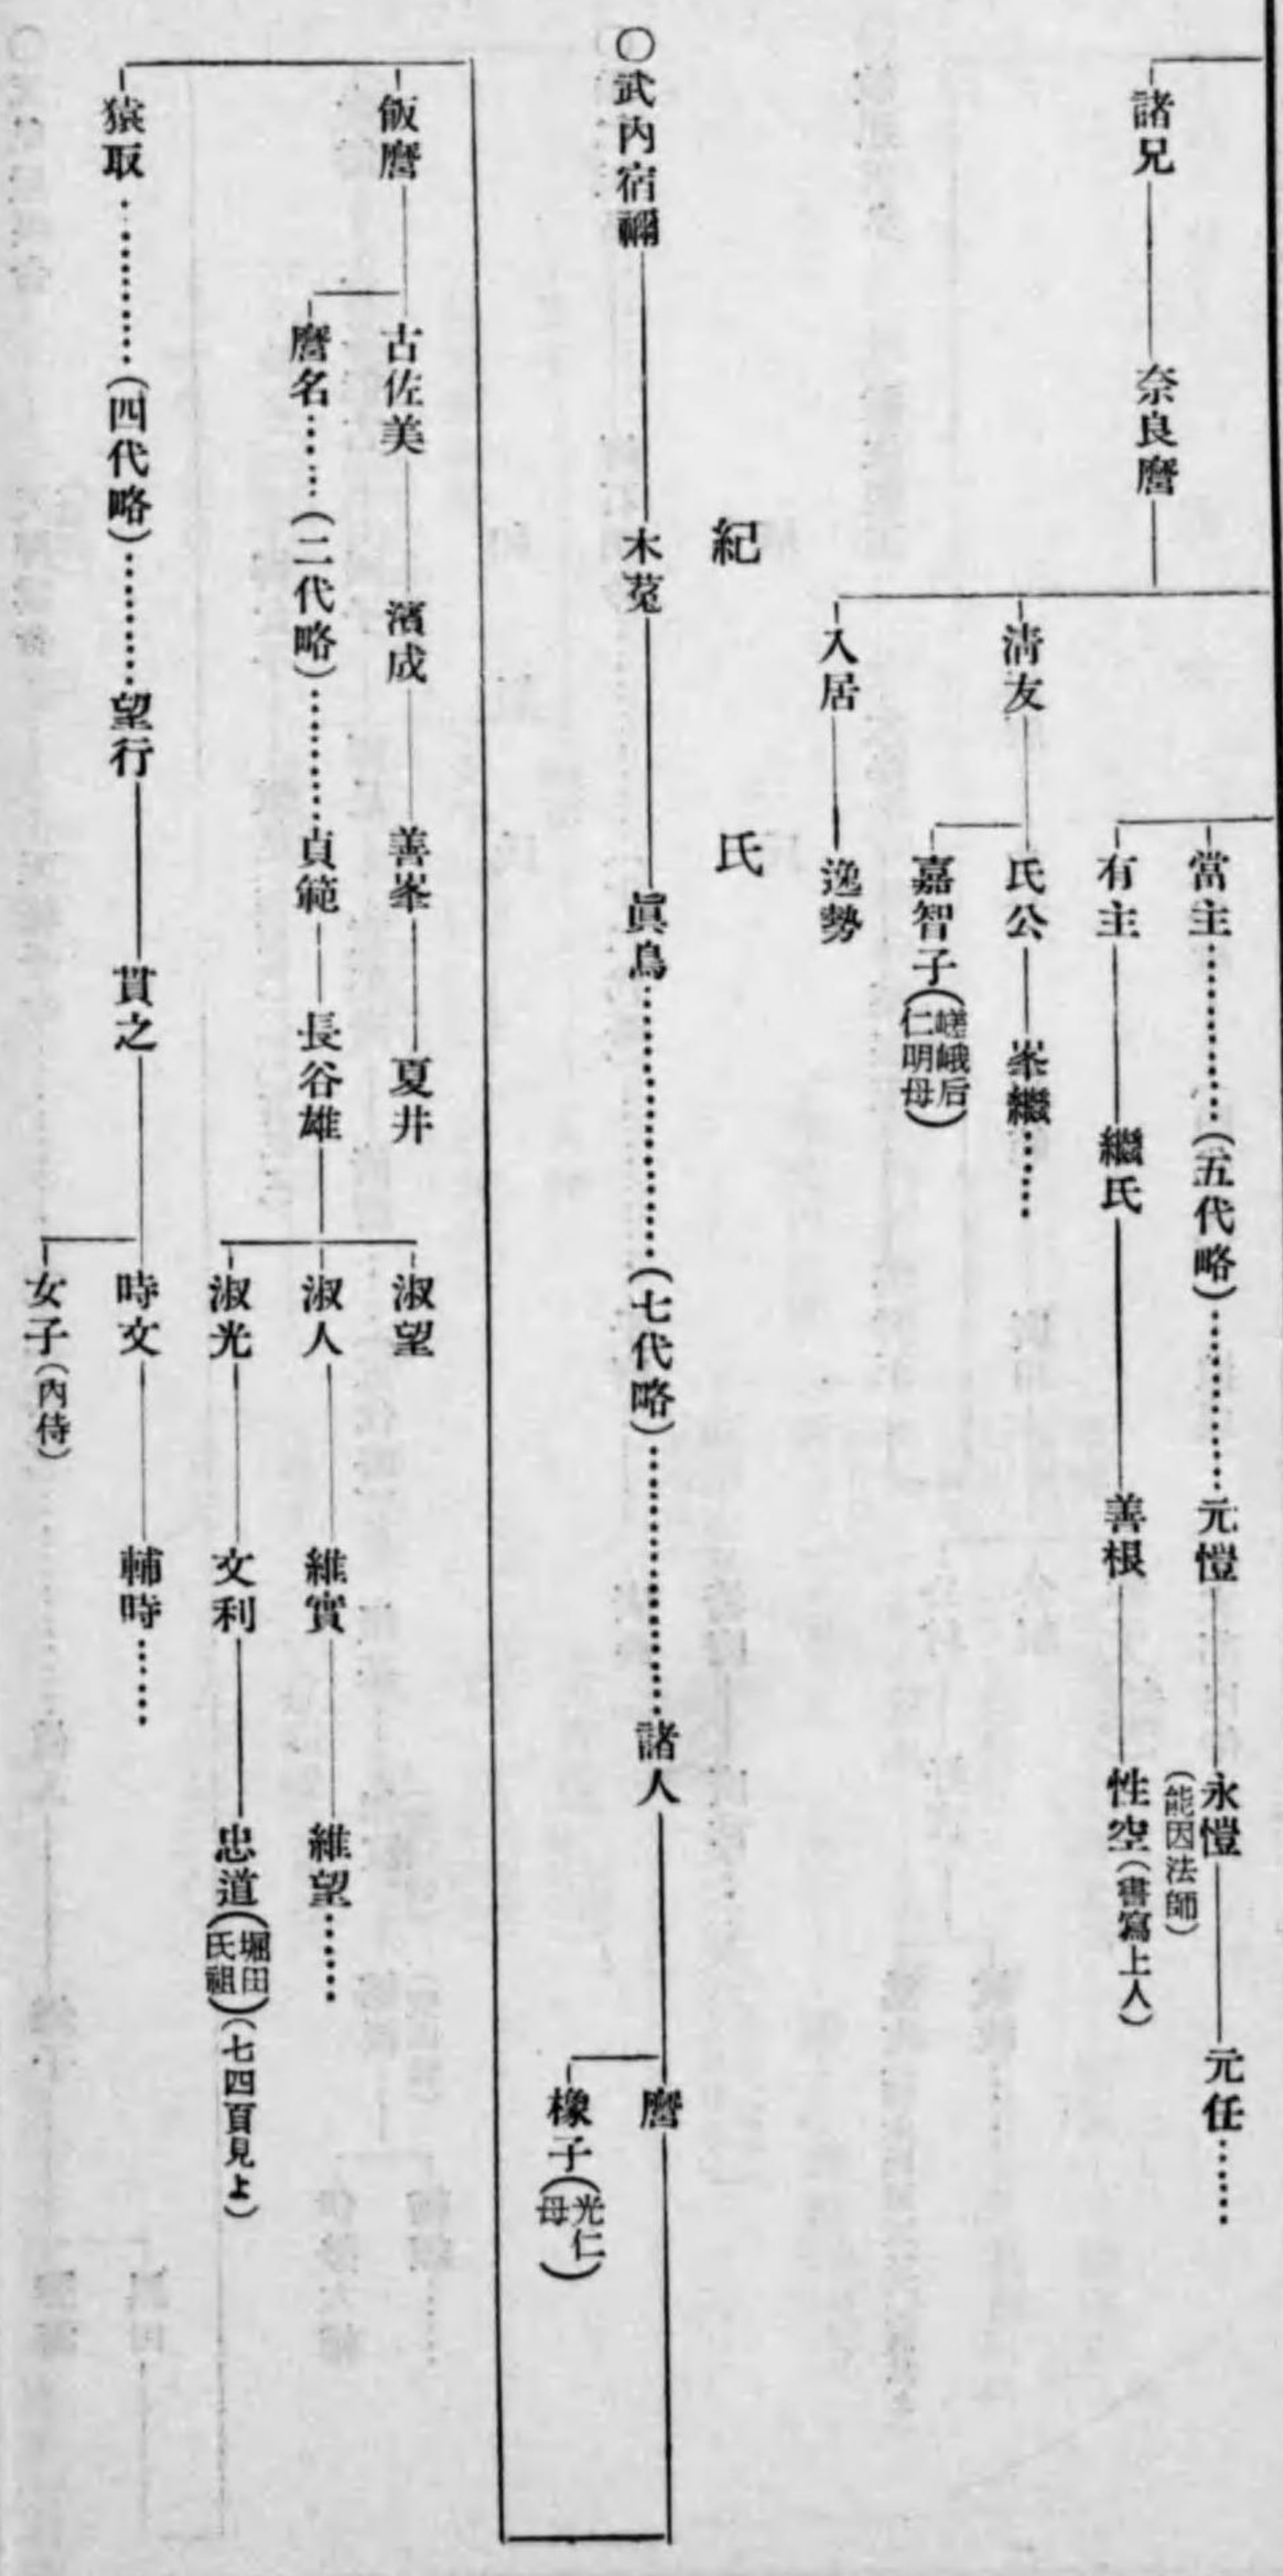 諸兄―奈良麿
當主………(五代略)………元愷―永愷(能因法師)―元任……
有主―繼氏―善根―性空(書寫上人)
淸友―氏公―峯繼……
嘉智子(嵯峨后仁明母)
入居―逸勢
紀氏
○武內宿禰―木菟―眞鳥………(七代略)………諸人―麿
橡子(光仁母)
飯麿―古佐美―濱成―善峯―夏井
麿名……(二代略)………貞範―長谷雄―淑望
淑人―維實―維望……
淑光―文利―忠道(堀田氏祖)(七四頁見よ)
猿取………(四代略)………望行―貫之―時文―輔時……
女子(內侍)